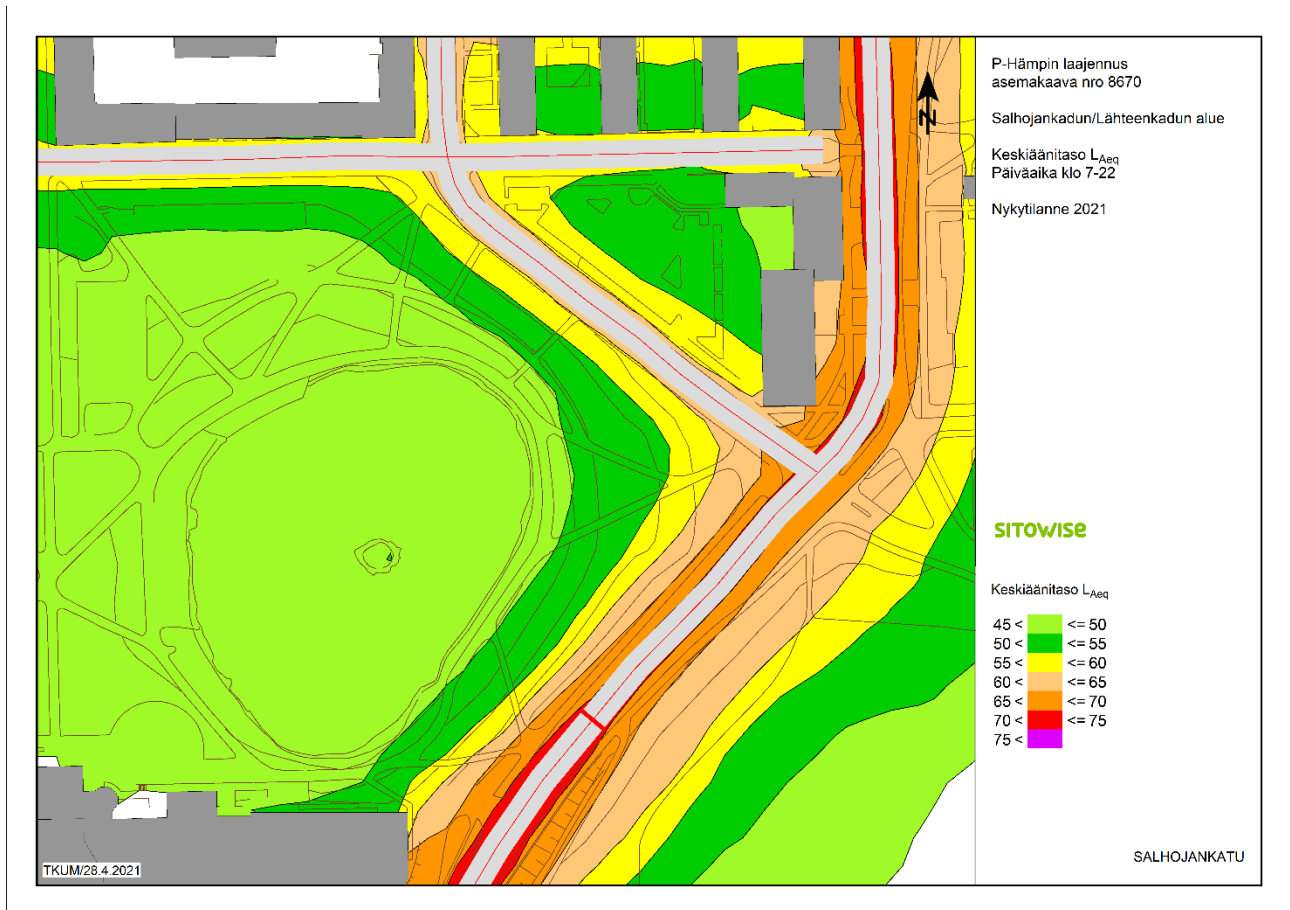 P-Hämpin laajennus
asemakaava nro 8670
Salhojankadun/Lähteenkadun alue
Keskiäänitaso LAeq
Päiväaika klo 7-22
Nykytilanne 2021
N
sitowise
Keskiäänitaso LAeq
45 < <= 50
50 < <= 55
55 < <= 60
60 < <= 65
65 < <= 70
70 < <= 75
75 <
SALHOJANKATU
TKUM/28.4.2021